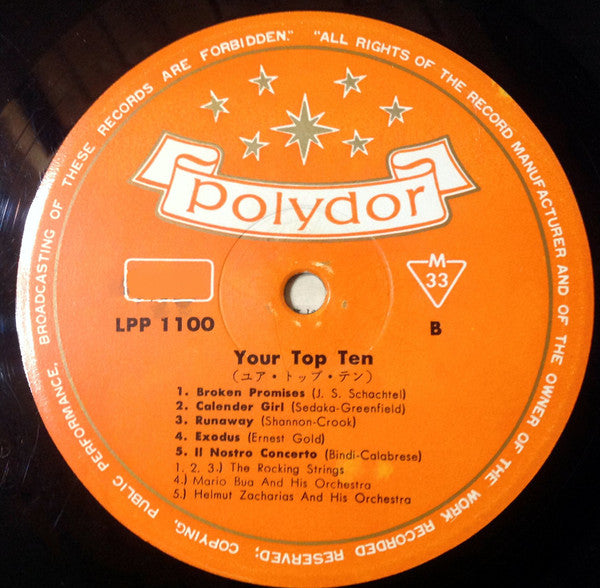 "ALL RIGHTS OF THE RECORD MANUFACTURER AND OF THE OWNER OF THE WORK RECORDED RESERVED; COPYING, PUBLIC PERFORMANCE, BROADCASTING OF THESE RECORDS ARE FORBIDDEN."
polydor
M
33
LPP 1100
B
Your Top Ten
(ユア・トップ・テン)
1. Broken Promises (J. S. Schachtel)
2. Calender Girl (Sedaka-Greenfield)
3. Runaway (Shannon-Crook)
4. Exodus (Ernest Gold)
5. Il Nostro Concerto (Bindi-Calabrese)
1. 2. 3.) The Rocking Strings
4.) Mario Bua And His Orchestra
5.) Helmut Zacharias And His Orchestra